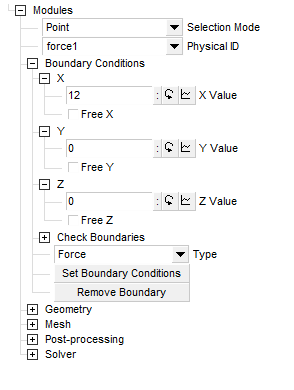 Modules
Point Selection Mode
force1 Physical ID
Boundary Conditions
X
12 : X Value
Free X
Y
0 : Y Value
Free Y
Z
0 : Z Value
Free Z
Check Boundaries
Force Type
Set Boundary Conditions
Remove Boundary
Geometry
Mesh
Post-processing
Solver